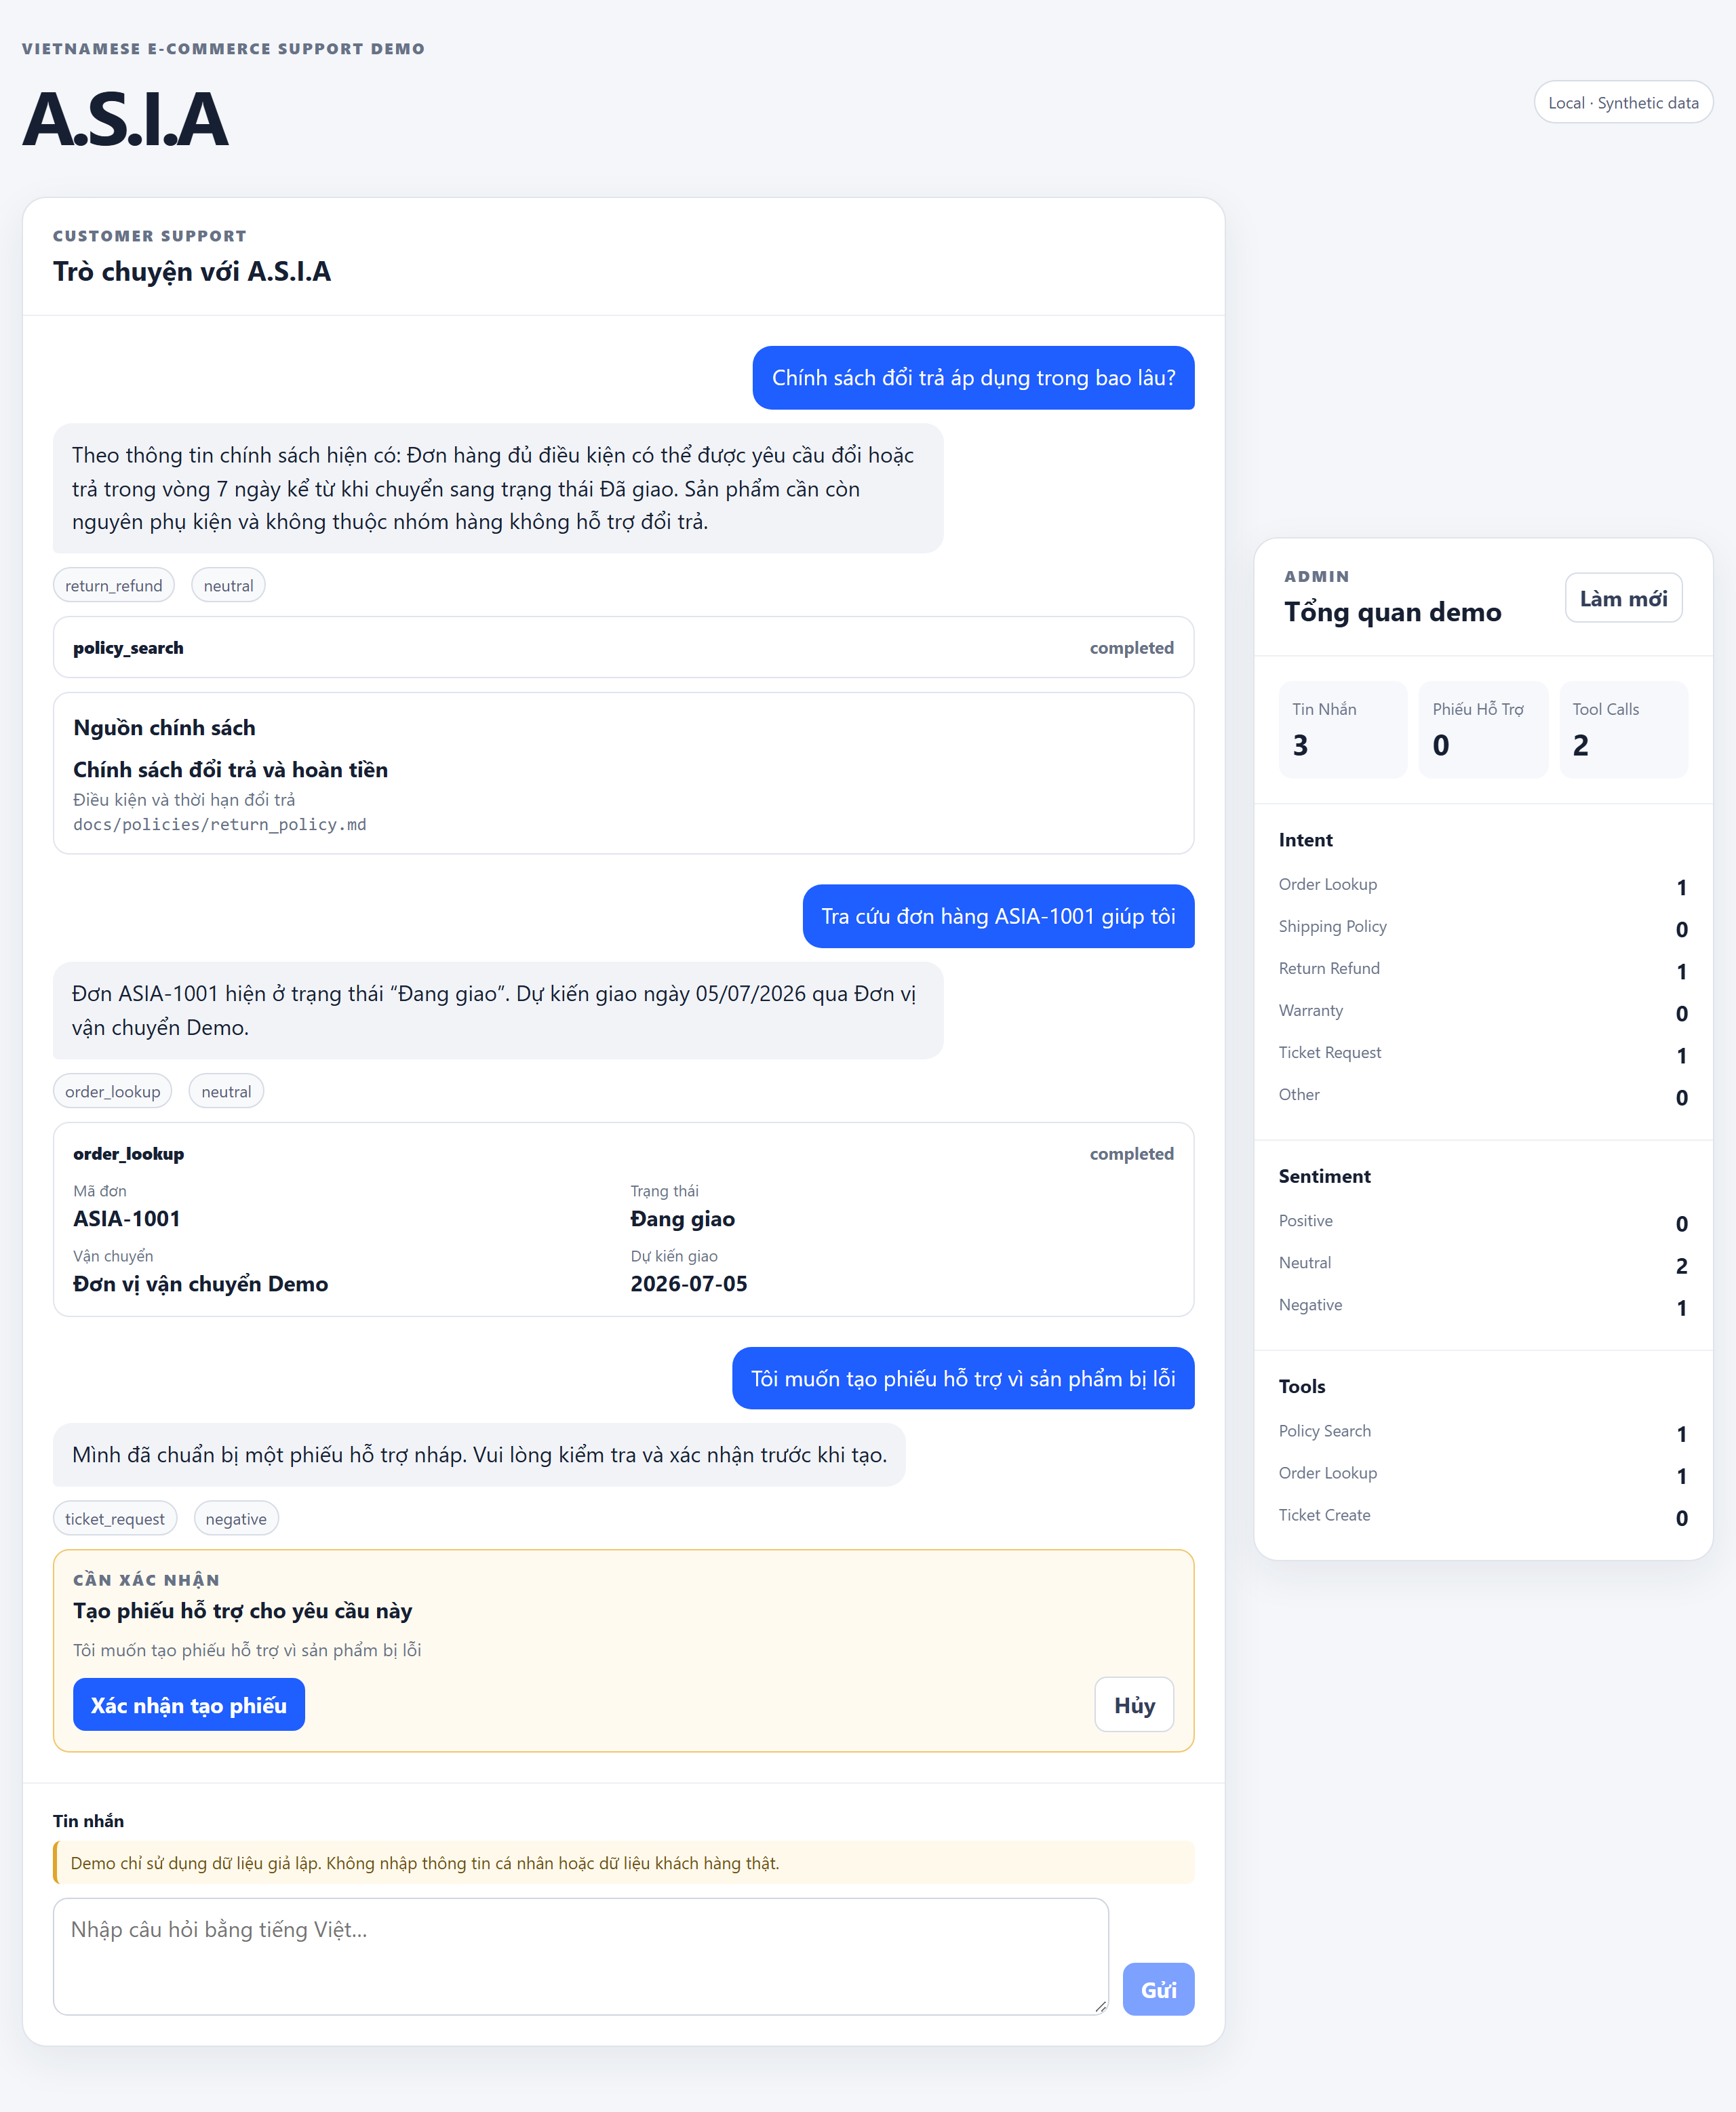 VIETNAMESE E-COMMERCE SUPPORT DEMO
A.S.I.A
Local · Synthetic data
CUSTOMER SUPPORT
Trò chuyện với A.S.I.A
Chính sách đổi trả áp dụng trong bao lâu?
Theo thông tin chính sách hiện có: Đơn hàng đủ điều kiện có thể được yêu cầu đổi hoặc
trả trong vòng 7 ngày kể từ khi chuyển sang trạng thái Đã giao. Sản phẩm cần còn
nguyên phụ kiện và không thuộc nhóm hàng không hỗ trợ đổi trả.
return_refund neutral
policy_search completed
Nguồn chính sách
Chính sách đổi trả và hoàn tiền
Điều kiện và thời hạn đổi trả
docs/policies/return_policy.md
Tra cứu đơn hàng ASIA-1001 giúp tôi
Đơn ASIA-1001 hiện ở trạng thái “Đang giao”. Dự kiến giao ngày 05/07/2026 qua Đơn vị
vận chuyển Demo.
order_lookup neutral
order_lookup completed
Mã đơn Trạng thái
ASIA-1001 Đang giao
Vận chuyển Dự kiến giao
Đơn vị vận chuyển Demo 2026-07-05
Tôi muốn tạo phiếu hỗ trợ vì sản phẩm bị lỗi
Mình đã chuẩn bị một phiếu hỗ trợ nháp. Vui lòng kiểm tra và xác nhận trước khi tạo.
ticket_request negative
CẦN XÁC NHẬN
Tạo phiếu hỗ trợ cho yêu cầu này
Tôi muốn tạo phiếu hỗ trợ vì sản phẩm bị lỗi
Xác nhận tạo phiếu Hủy
Tin nhắn
Demo chỉ sử dụng dữ liệu giả lập. Không nhập thông tin cá nhân hoặc dữ liệu khách hàng thật.
Nhập câu hỏi bằng tiếng Việt...
Gửi
ADMIN
Tổng quan demo
Làm mới
Tin Nhắn Phiếu Hỗ Trợ Tool Calls
3 0 2
Intent
Order Lookup 1
Shipping Policy 0
Return Refund 1
Warranty 0
Ticket Request 1
Other 0
Sentiment
Positive 0
Neutral 2
Negative 1
Tools
Policy Search 1
Order Lookup 1
Ticket Create 0